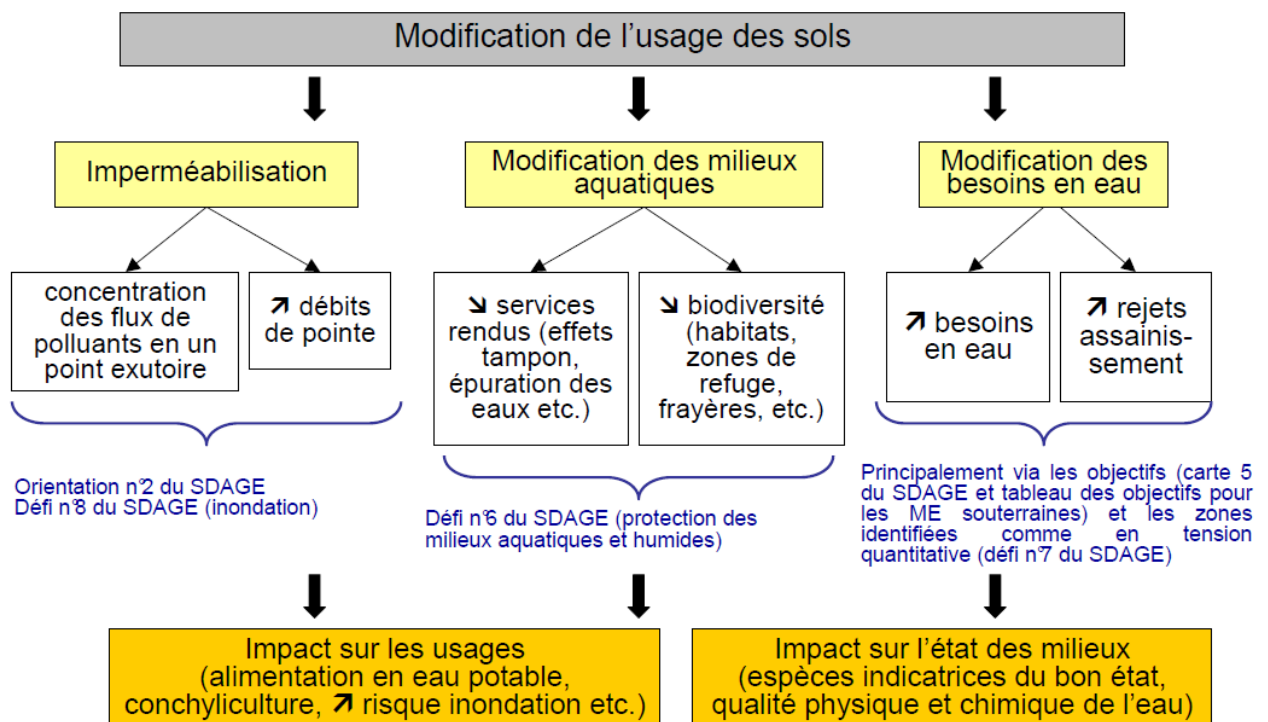 Modification de l'usage des sols
Imperméabilisation
Modification des milieux
aquatiques
Modification des
besoins en eau
concentration
des flux de
polluants en un
point exutoire
↗ débits
de pointe
↘ services
rendus (effets
tampon,
épuration des
eaux etc.)
↘ biodiversité
(habitats,
zones de
refuge,
frayères, etc.)
↗ besoins
en eau
↗ rejets
assainis-
sement
Orientation n°2 du SDAGE
Défi n°8 du SDAGE (inondation)
Défi n°6 du SDAGE (protection des
milieux aquatiques et humides)
Principalement via les objectifs (carte 5
du SDAGE et tableau des objectifs pour
les ME souterraines) et les zones
identifiées comme en tension
quantitative (défi n°7 du SDAGE)
Impact sur les usages
(alimentation en eau potable,
conchyliculture, ↗ risque inondation etc.)
Impact sur l'état des milieux
(espèces indicatrices du bon état,
qualité physique et chimique de l'eau)